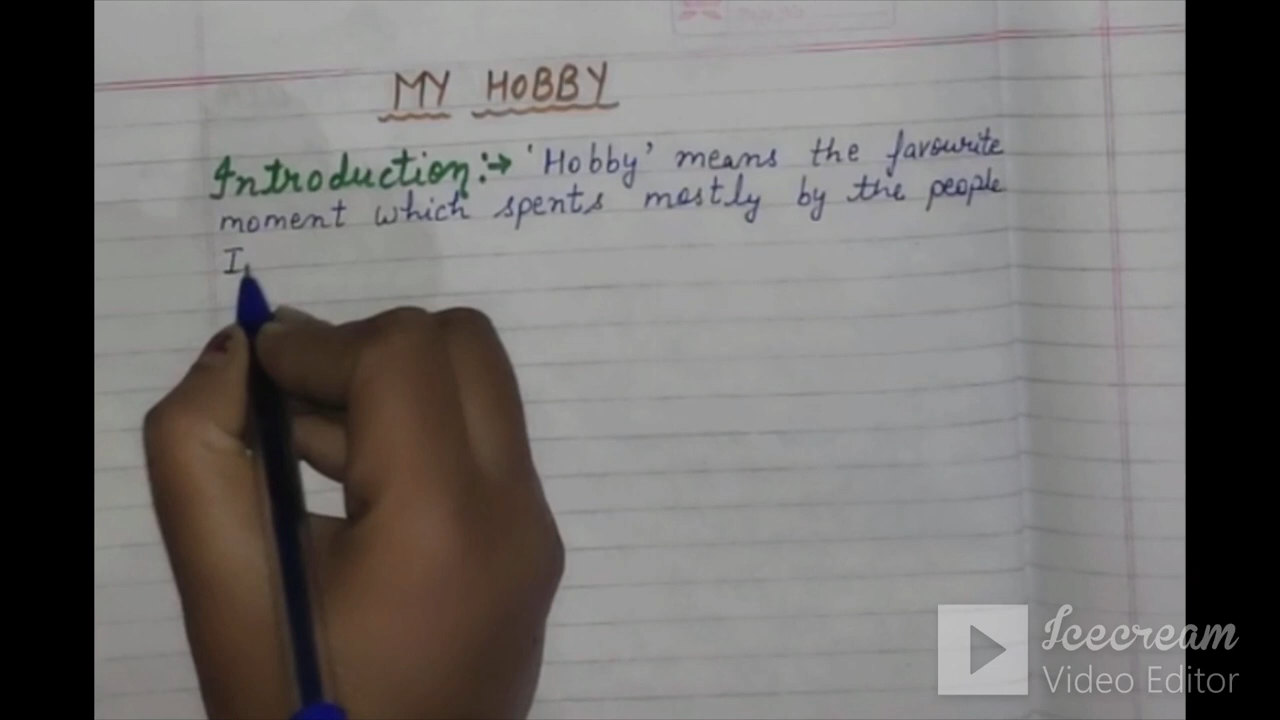 MY HOBBY
Introduction:→ 'Hobby' means the favourite
moment which spents mostly by the people
I
Icecream
Video Editor